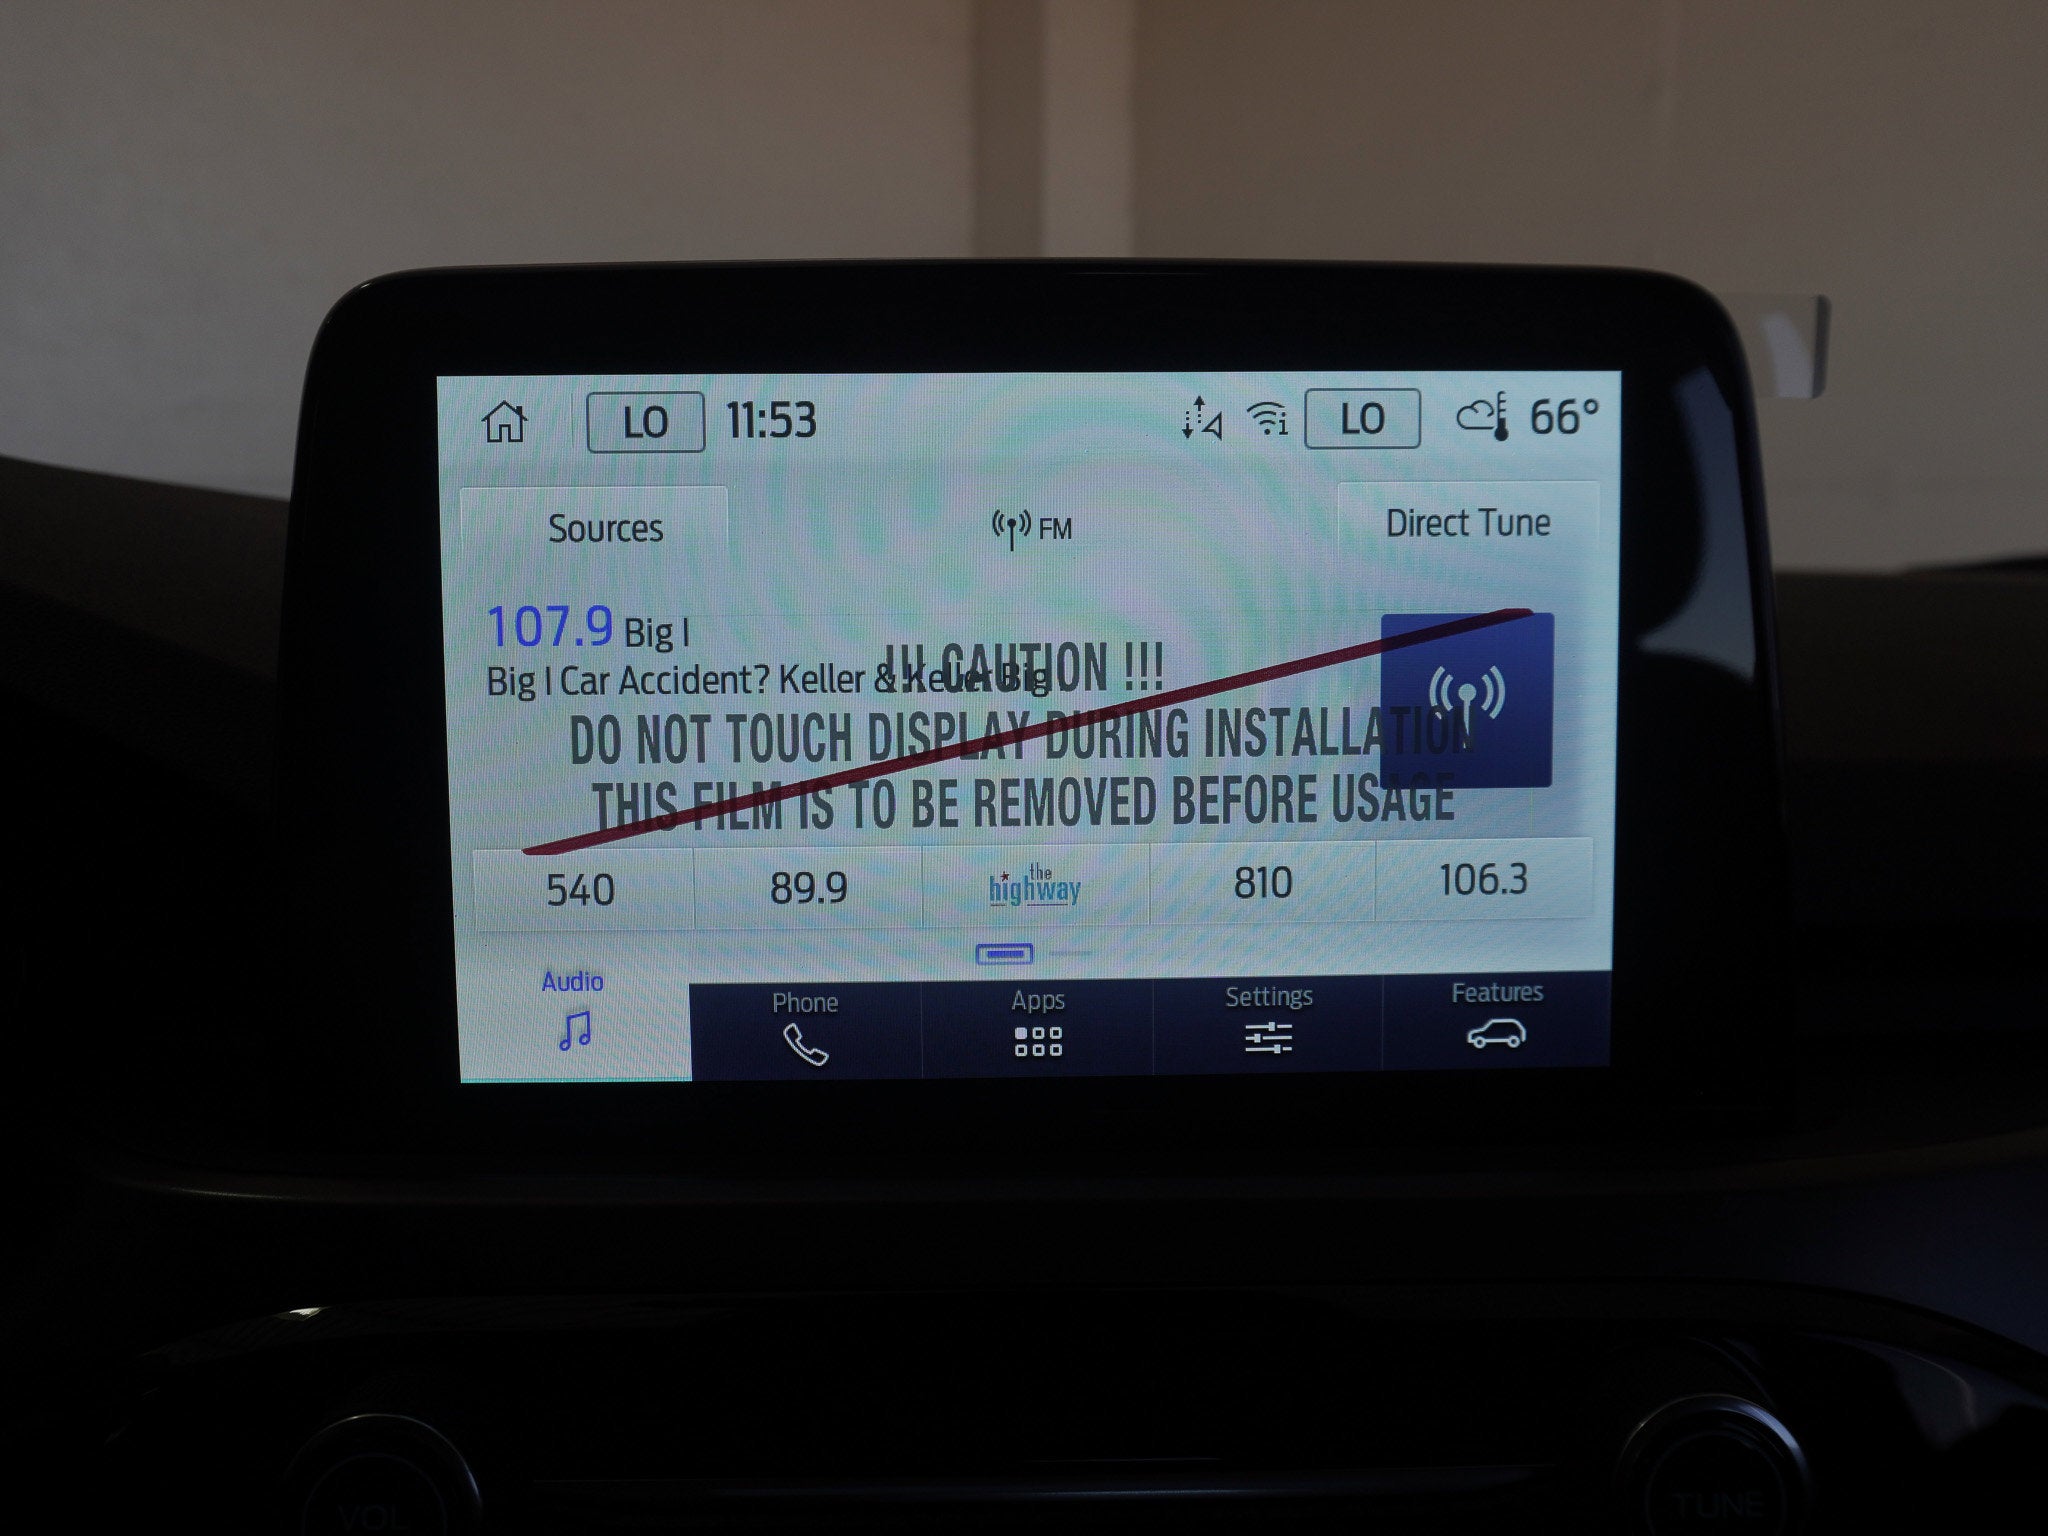 LO 11:53 LO 66°
Sources FM Direct Tune
107.9 Big I
Big I Car Accident? Keller & Keller Big
!!! CAUTION !!!
DO NOT TOUCH DISPLAY DURING INSTALLATION
THIS FILM IS TO BE REMOVED BEFORE USAGE
540 89.9 the highway 810 106.3
Audio Phone Apps Settings Features
VOL TUNE